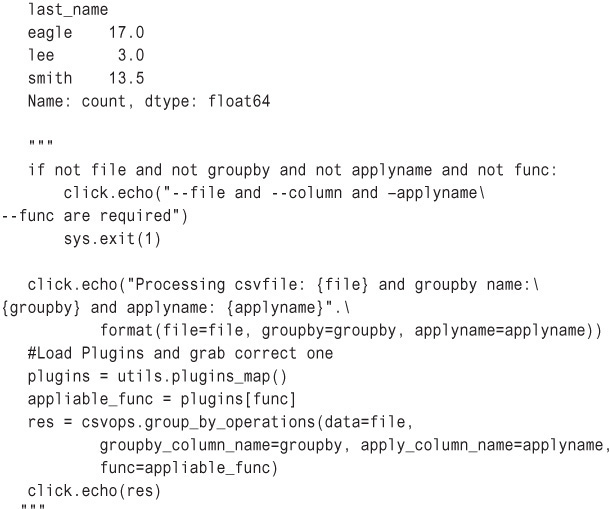 last_name
eagle    17.0
lee       3.0
smith    13.5
Name: count, dtype: float64
"""
if not file and not groupby and not applyname and not func:
click.echo("--file and --column and –applyname\
--func are required")
sys.exit(1)
click.echo("Processing csvfile: {file} and groupby name:\
{groupby} and applyname: {applyname}".\
format(file=file, groupby=groupby, applyname=applyname))
#Load Plugins and grab correct one
plugins = utils.plugins_map()
appliable_func = plugins[func]
res = csvops.group_by_operations(data=file,
groupby_column_name=groupby, apply_column_name=applyname,
func=appliable_func)
click.echo(res)
"""